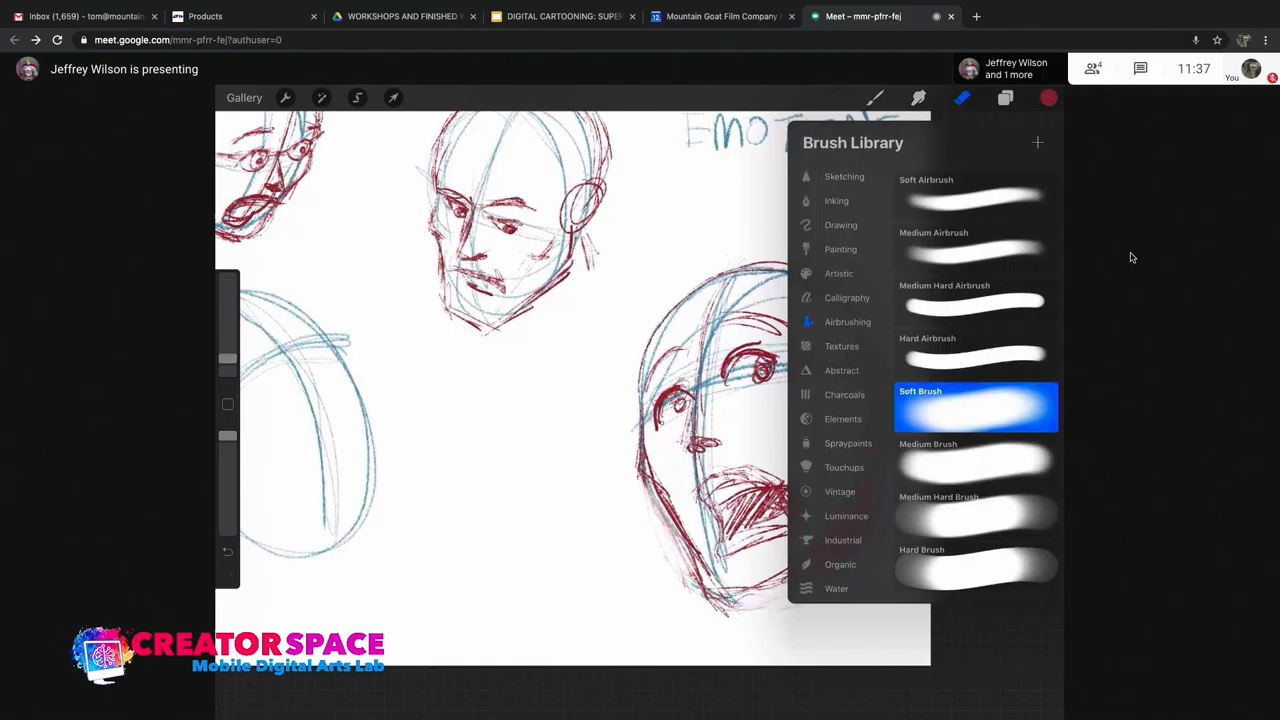 Inbox (1,659) - tom@mountain
Products
WORKSHOPS AND FINISHED
DIGITAL CARTOONING: SUPER
Mountain Goat Film Company
Meet – mmr-pfrr-fej
meet.google.com/mmr-pfrr-fej?authuser=0
Jeffrey Wilson is presenting
Jeffrey Wilson
and 1 more
4
11:37
You
Gallery
Brush Library
Sketching
Inking
Drawing
Painting
Artistic
Calligraphy
Airbrushing
Textures
Abstract
Charcoals
Elements
Spraypaints
Touchups
Vintage
Luminance
Industrial
Organic
Water
Soft Airbrush
Medium Airbrush
Medium Hard Airbrush
Hard Airbrush
Soft Brush
Medium Brush
Medium Hard Brush
Hard Brush
CREATOR SPACE
Mobile Digital Arts Lab